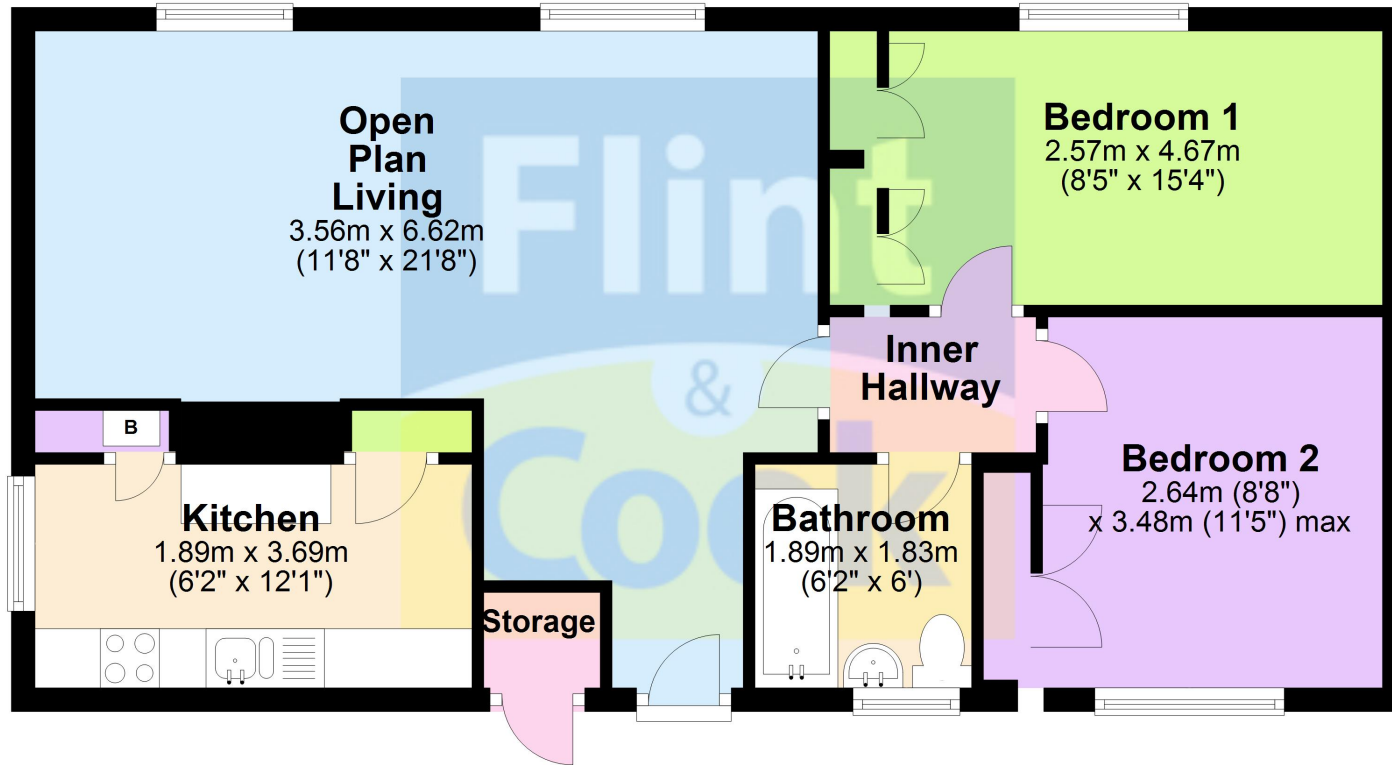 Open
Plan
Living
3.56m x 6.62m
(11'8" x 21'8")
Bedroom 1
2.57m x 4.67m
(8'5" x 15'4")
Flint
&
Cook
Inner
Hallway
B
Kitchen
1.89m x 3.69m
(6'2" x 12'1")
Storage
Bathroom
1.89m x 1.83m
(6'2" x 6')
Bedroom 2
2.64m (8'8")
x 3.48m (11'5") max